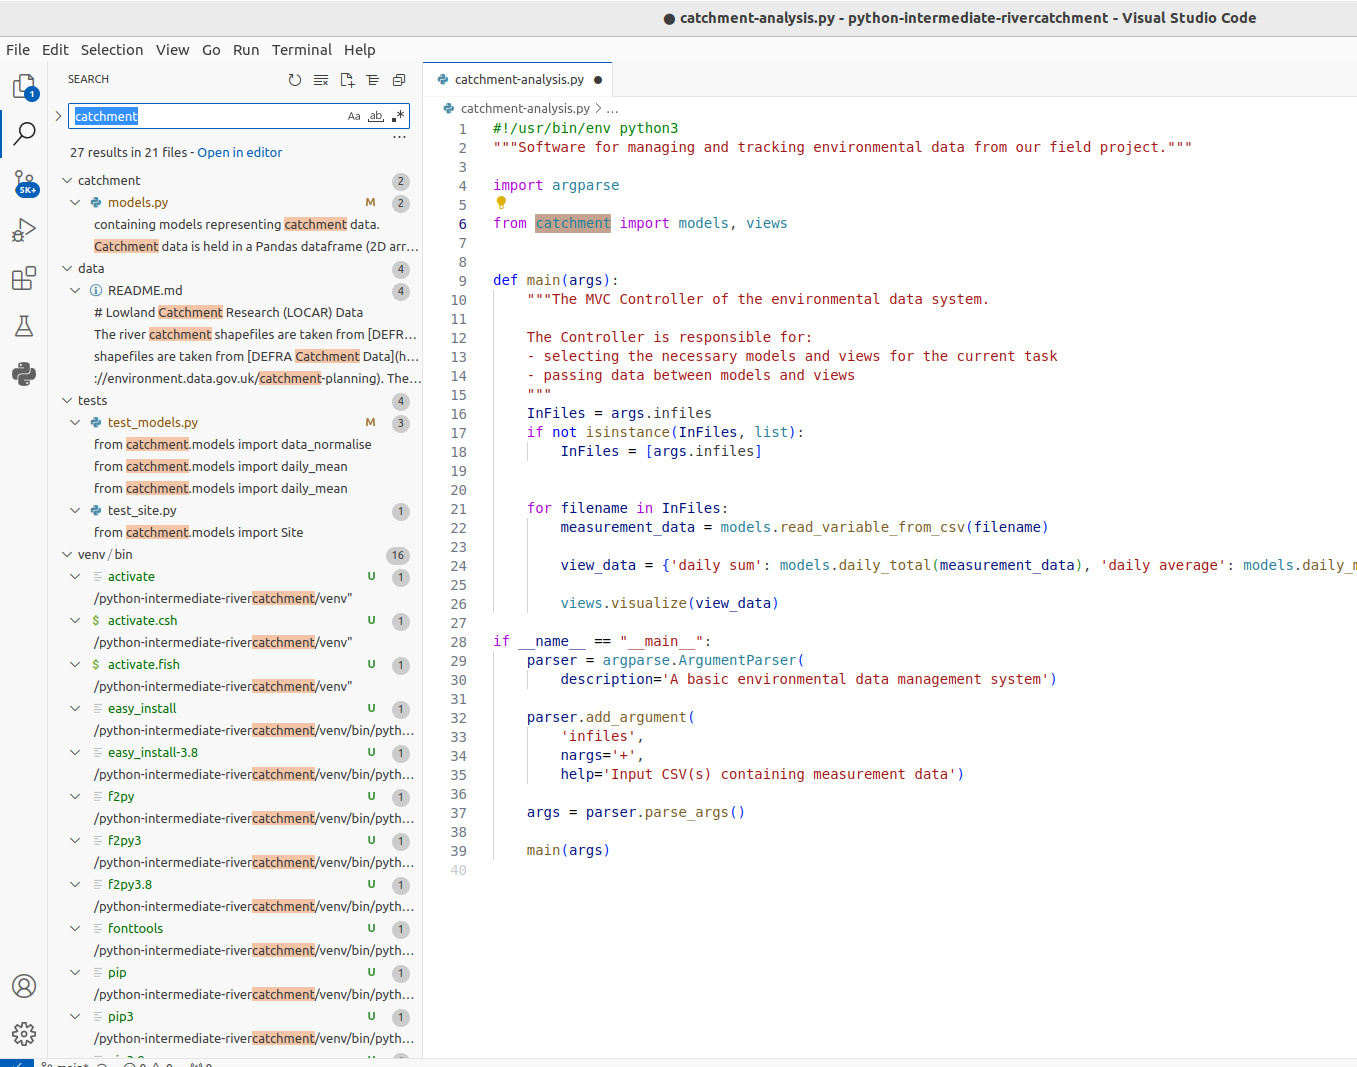 ● catchment-analysis.py - python-intermediate-rivercatchment - Visual Studio Code
File Edit Selection View Go Run Terminal Help
SEARCH
catchment Aa ab .*
27 results in 21 files - Open in editor
catchment 2
models.py M 2
containing models representing catchment data.
Catchment data is held in a Pandas dataframe (2D arr...
data 4
README.md 4
# Lowland Catchment Research (LOCAR) Data
The river catchment shapefiles are taken from [DEFR...
shapefiles are taken from [DEFRA Catchment Data](h...
://environment.data.gov.uk/catchment-planning). The...
tests 4
test_models.py M 3
from catchment.models import data_normalise
from catchment.models import daily_mean
from catchment.models import daily_mean
test_site.py 1
from catchment.models import Site
venv / bin 16
activate U 1
/python-intermediate-rivercatchment/venv"
activate.csh U 1
/python-intermediate-rivercatchment/venv"
activate.fish U 1
/python-intermediate-rivercatchment/venv"
easy_install U 1
/python-intermediate-rivercatchment/venv/bin/pyth...
easy_install-3.8 U 1
/python-intermediate-rivercatchment/venv/bin/pyth...
f2py U 1
/python-intermediate-rivercatchment/venv/bin/pyth...
f2py3 U 1
/python-intermediate-rivercatchment/venv/bin/pyth...
f2py3.8 U 1
/python-intermediate-rivercatchment/venv/bin/pyth...
fonttools U 1
/python-intermediate-rivercatchment/venv/bin/pyth...
pip U 1
/python-intermediate-rivercatchment/venv/bin/pyth...
pip3 U 1
/python-intermediate-rivercatchment/venv/bin/pyth...
1
5K+
catchment-analysis.py ●
catchment-analysis.py > ...
1 #!/usr/bin/env python3
2 """Software for managing and tracking environmental data from our field project."""
3
4 import argparse
5
6 from catchment import models, views
7
8
9 def main(args):
10 """The MVC Controller of the environmental data system.
11
12 The Controller is responsible for:
13 - selecting the necessary models and views for the current task
14 - passing data between models and views
15 """
16 InFiles = args.infiles
17 if not isinstance(InFiles, list):
18 InFiles = [args.infiles]
19
20
21 for filename in InFiles:
22 measurement_data = models.read_variable_from_csv(filename)
23
24 view_data = {'daily sum': models.daily_total(measurement_data), 'daily average': models.daily_m
25
26 views.visualize(view_data)
27
28 if __name__ == "__main__":
29 parser = argparse.ArgumentParser(
30 description='A basic environmental data management system')
31
32 parser.add_argument(
33 'infiles',
34 nargs='+',
35 help='Input CSV(s) containing measurement data')
36
37 args = parser.parse_args()
38
39 main(args)
40